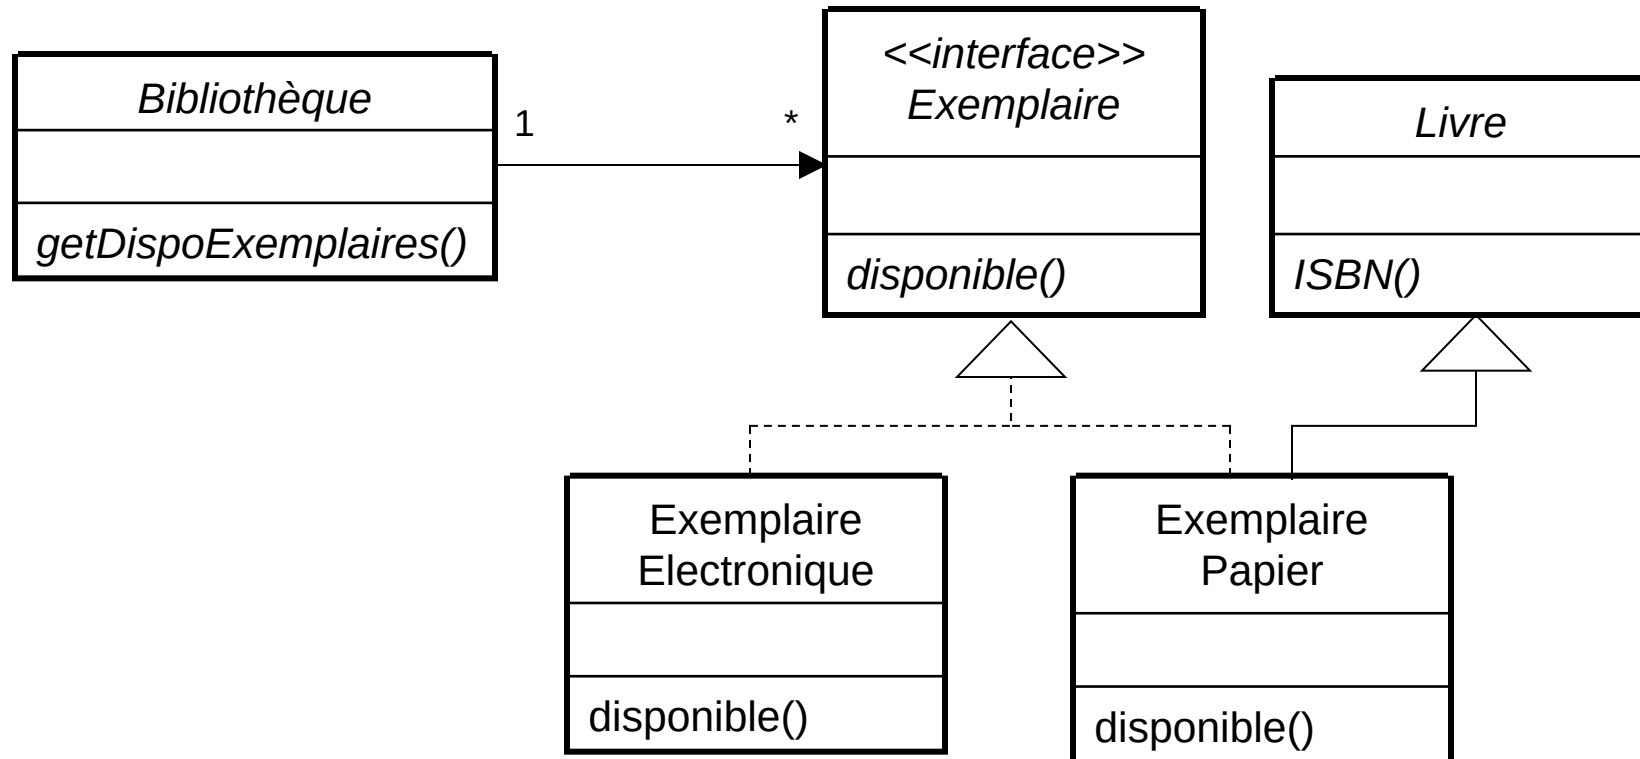 Bibliothèque
getDispoExemplaires()
1
*
<<interface>>
Exemplaire
disponible()
Livre
ISBN()
Exemplaire
Electronique
disponible()
Exemplaire
Papier
disponible()